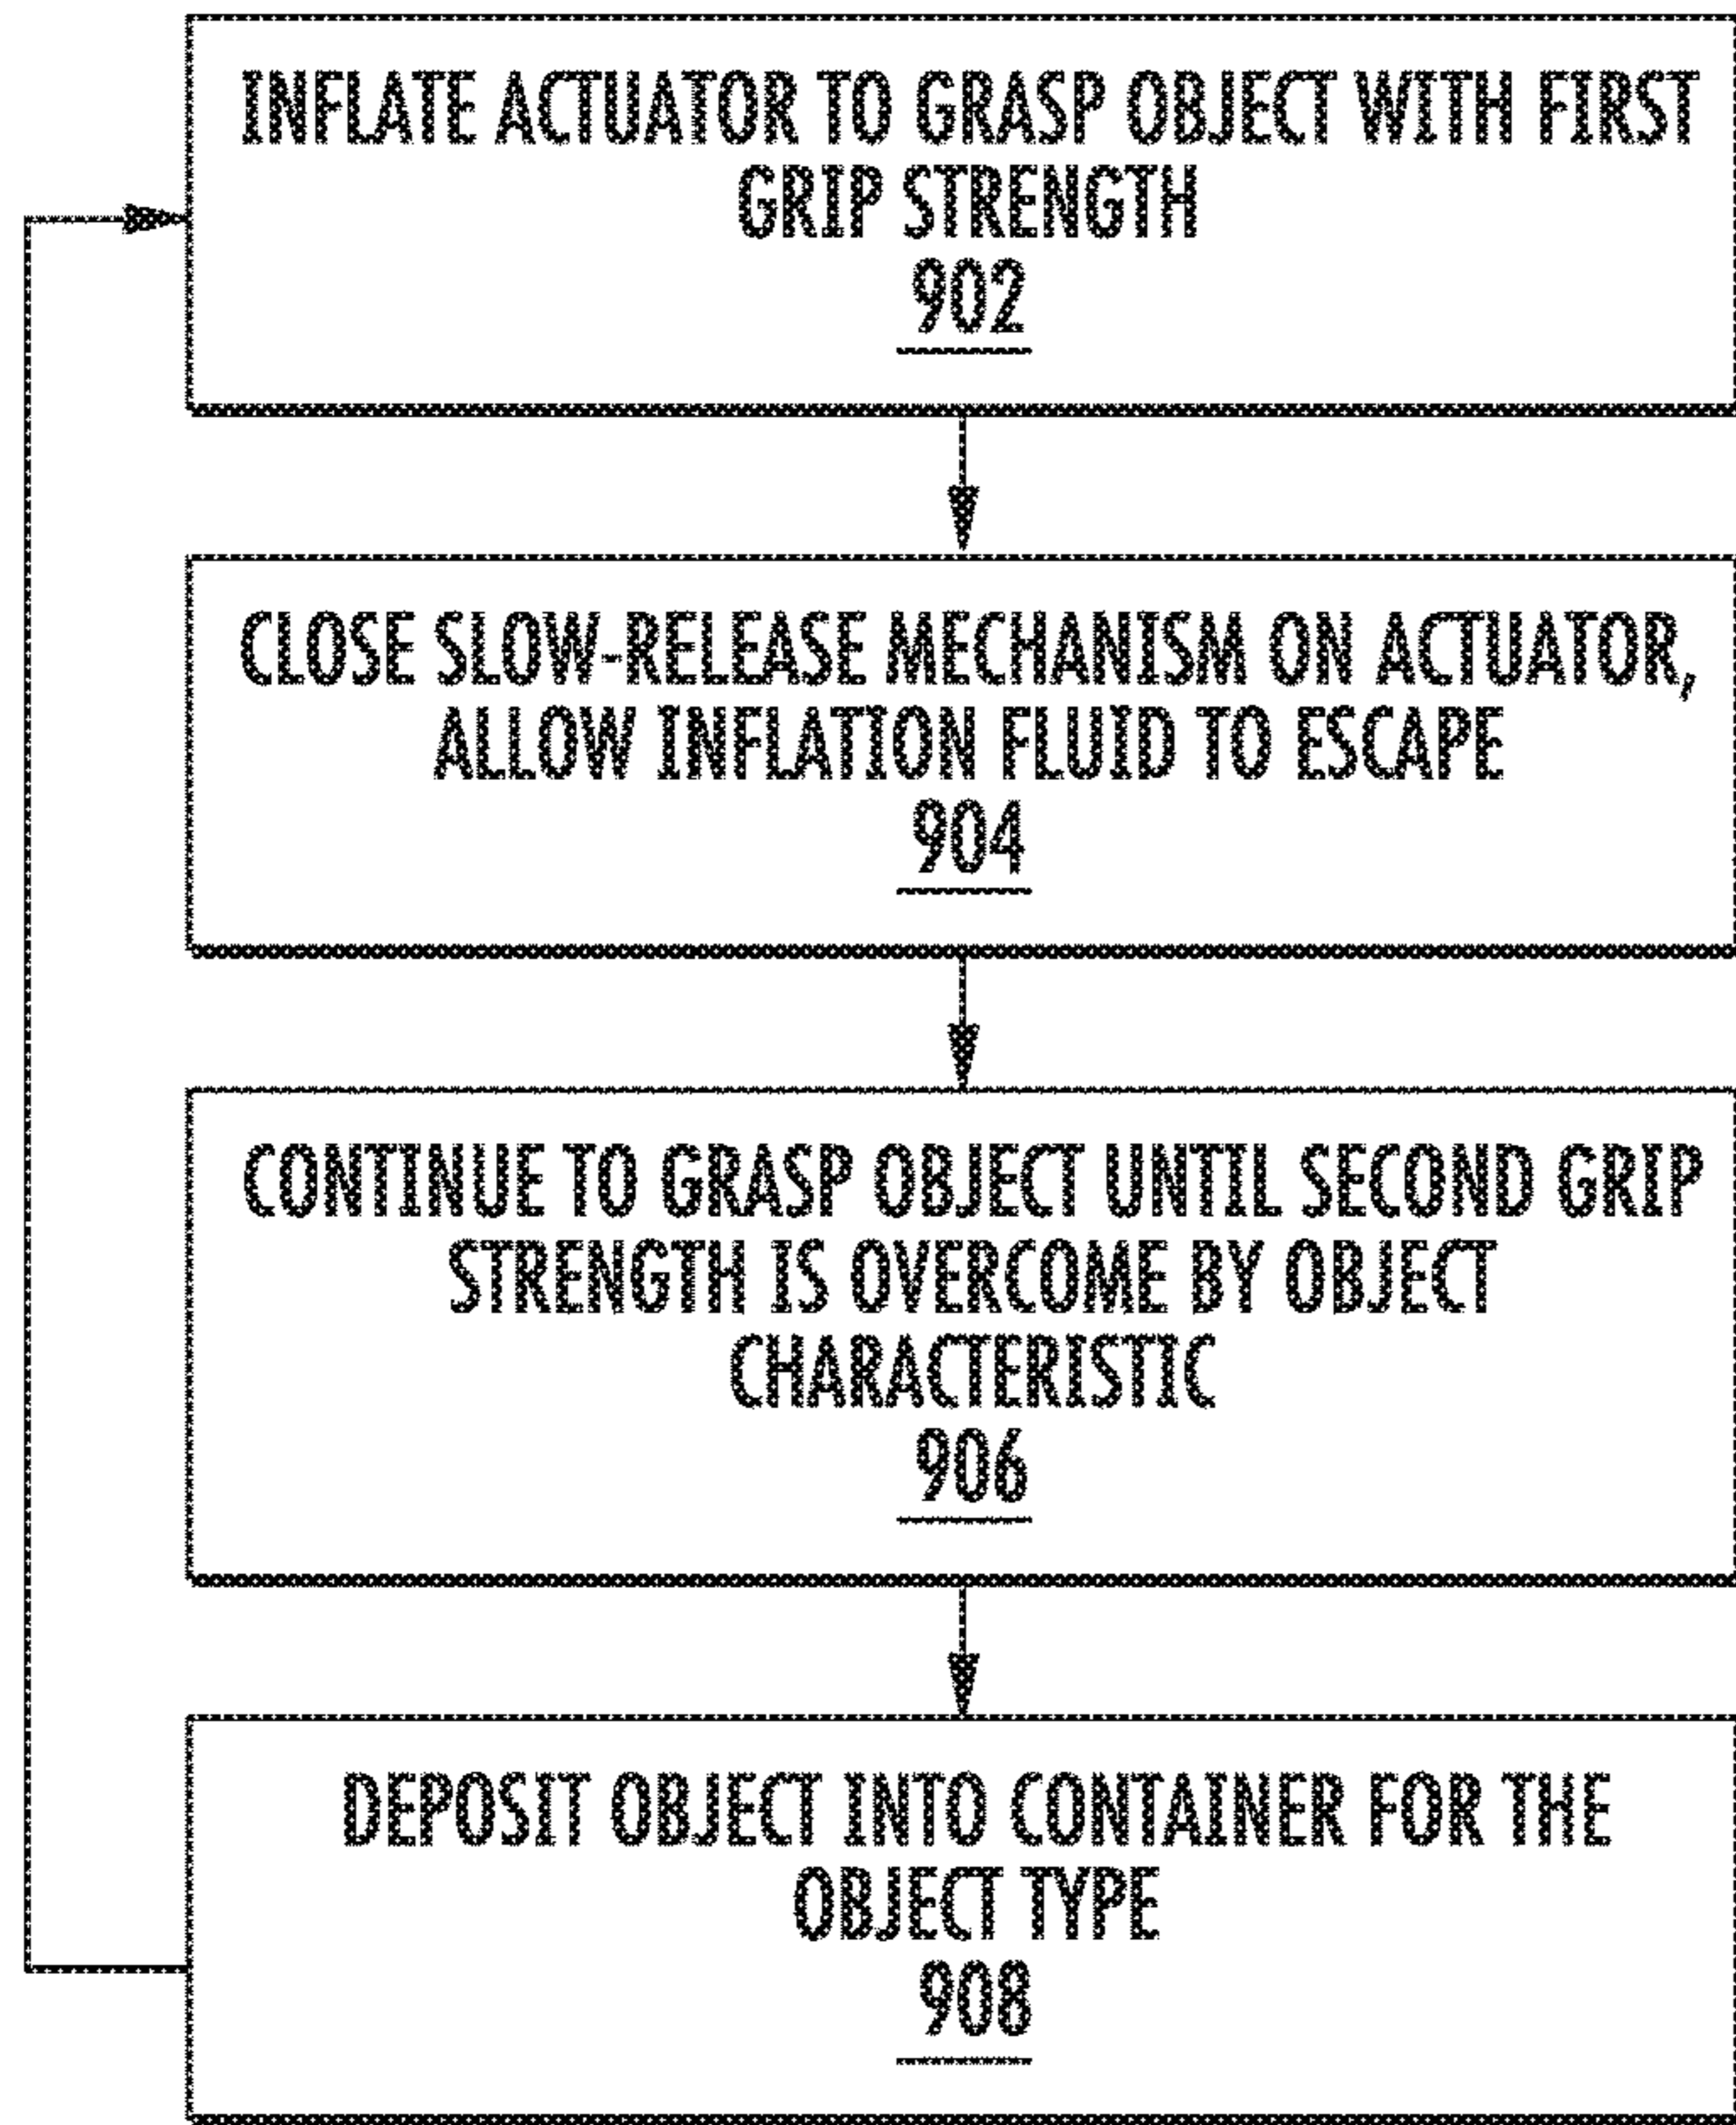 INFLATE ACTUATOR TO GRASP OBJECT WITH FIRST
GRIP STRENGTH
902
CLOSE SLOW-RELEASE MECHANISM ON ACTUATOR,
ALLOW INFLATION FLUID TO ESCAPE
904
CONTINUE TO GRASP OBJECT UNTIL SECOND GRIP
STRENGTH IS OVERCOME BY OBJECT
CHARACTERISTIC
906
DEPOSIT OBJECT INTO CONTAINER FOR THE
OBJECT TYPE
908